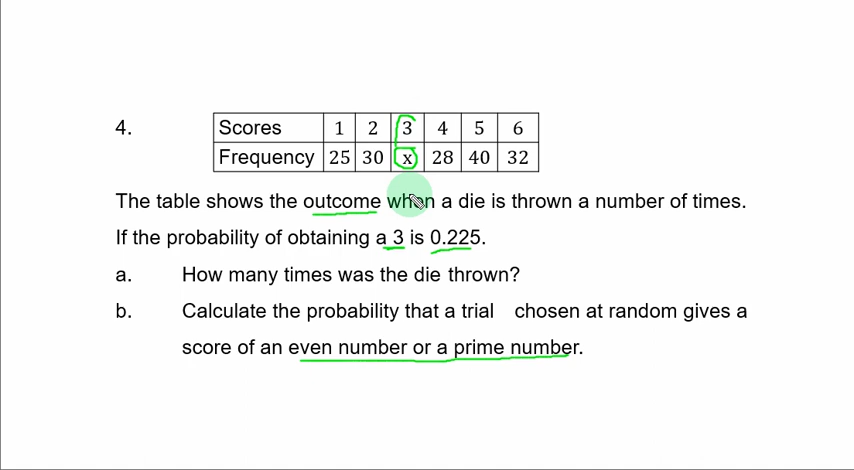 4.
Scores 1 2 3 4 5 6
Frequency 25 30 x 28 40 32
The table shows the outcome when a die is thrown a number of times.
If the probability of obtaining a 3 is 0.225.
a. How many times was the die thrown?
b. Calculate the probability that a trial chosen at random gives a
score of an even number or a prime number.